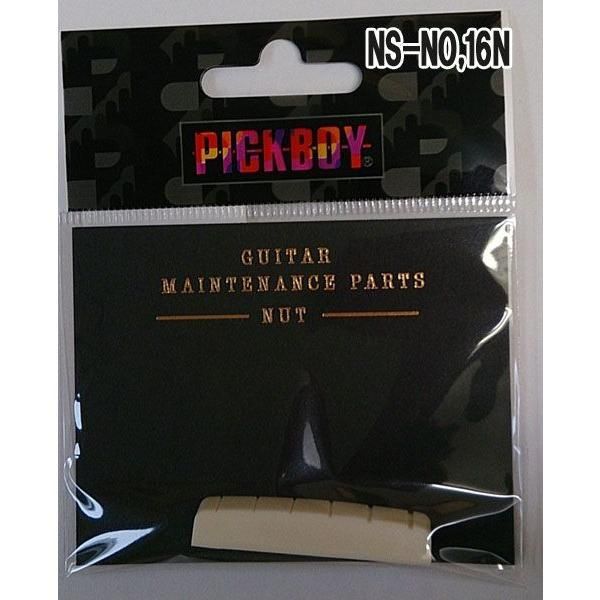 NS-NO,16N
PICKBOY®
GUITAR
MAINTENANCE PARTS
NUT